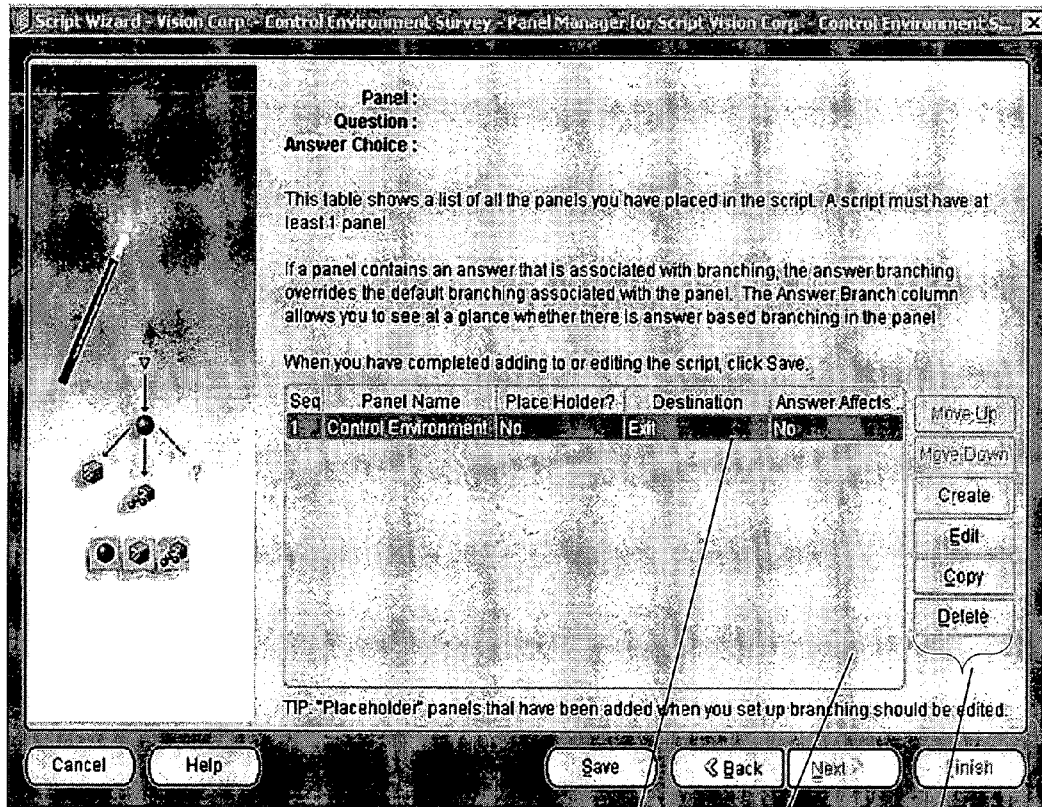 Script Wizard - Vision Corp. - Control Environment Survey - Panel Manager for Script Vision Corp. - Control Environment S... X
Panel :
Question :
Answer Choice :
This table shows a list of all the panels you have placed in the script. A script must have at
least 1 panel
If a panel contains an answer that is associated with branching, the answer branching
overrides the default branching associated with the panel. The Answer Branch column
allows you to see at a glance whether there is answer based branching in the panel
When you have completed adding to or editing the script, click Save.
Seq Panel Name Place Holder? Destination Answer Affects ..
1 Control Environment No Exit No
Move Up
Move Down
Create
Edit
Copy
Delete
TIP: "Placeholder" panels that have been added when you set up branching should be edited.
Cancel Help Save Back Next Finish